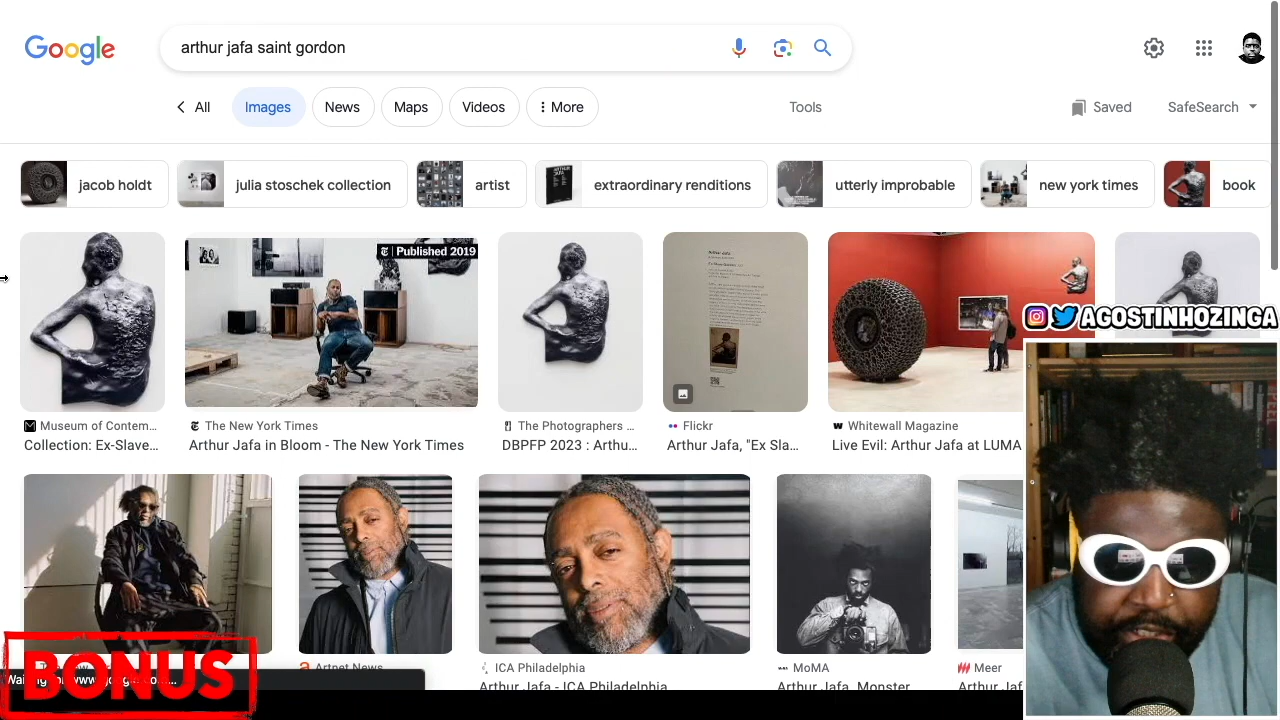 Google
arthur jafa saint gordon
All
Images
News
Maps
Videos
More
Tools
Saved
SafeSearch
jacob holdt
julia stoschek collection
artist
extraordinary renditions
utterly improbable
new york times
book
Published 2019
AGOSTINHOZINGA
Museum of Contem...
Collection: Ex-Slave...
The New York Times
Arthur Jafa in Bloom - The New York Times
The Photographers ...
DBPFP 2023 : Arthu...
Flickr
Arthur Jafa, "Ex Sla...
Whitewall Magazine
Live Evil: Arthur Jafa at LUMA
Artnet News
ICA Philadelphia
Arthur Jafa - ICA Philadelphia
MoMA
Arthur Jafa. Monster
Meer
Arthur Jaf
BONUS